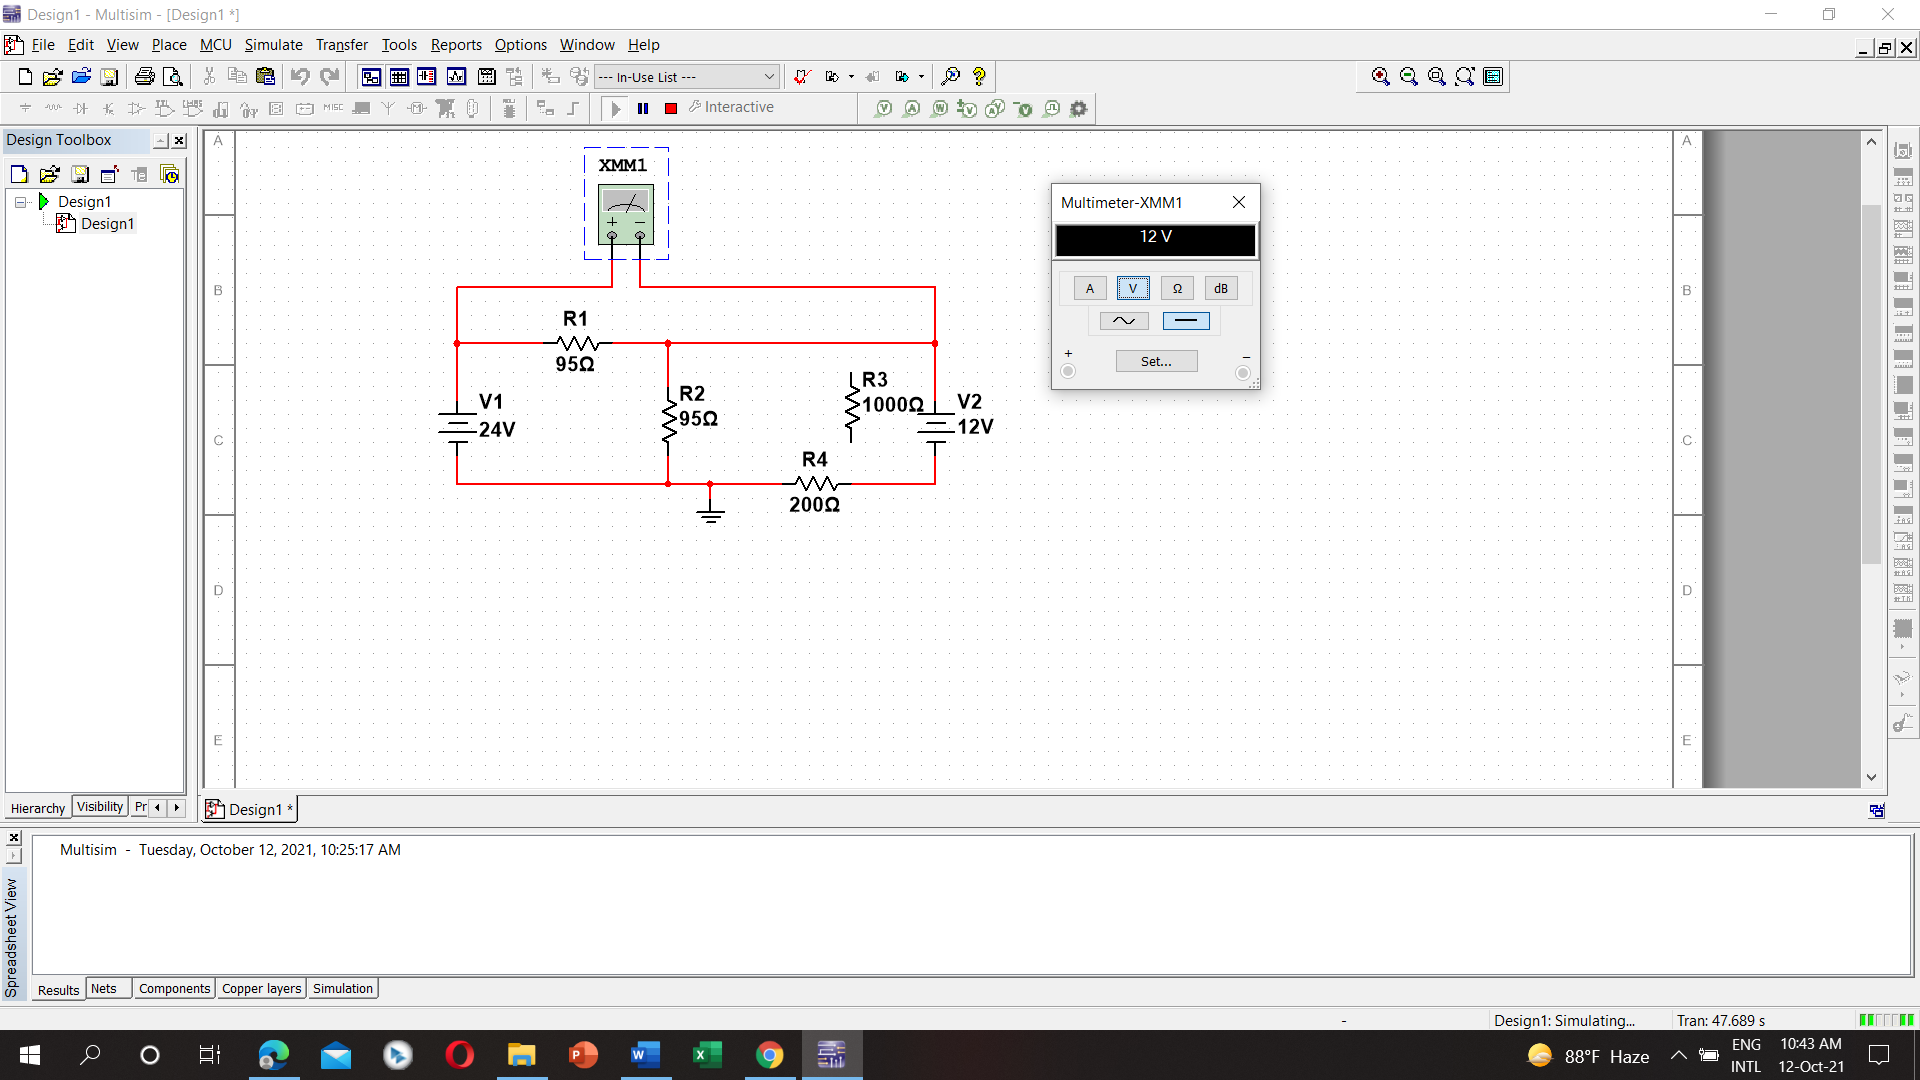 Design1 - Multisim - [Design1 *]
File Edit View Place MCU Simulate Transfer Tools Reports Options Window Help
--- In-Use List ---
MISC
Interactive
Design Toolbox
Design1
Design1
Hierarchy Visibility Pr
A
B
C
D
E
XMM1
+ −
R1
95Ω
V1
24V
R2
95Ω
R3
1000Ω
V2
12V
R4
200Ω
Multimeter-XMM1
12 V
A V Ω dB
+ −
Set...
A
B
C
D
E
Design1 *
Multisim - Tuesday, October 12, 2021, 10:25:17 AM
Spreadsheet View
Results Nets Components Copper layers Simulation
- Design1: Simulating... Tran: 47.689 s
88°F Haze
ENG
INTL
10:43 AM
12-Oct-21